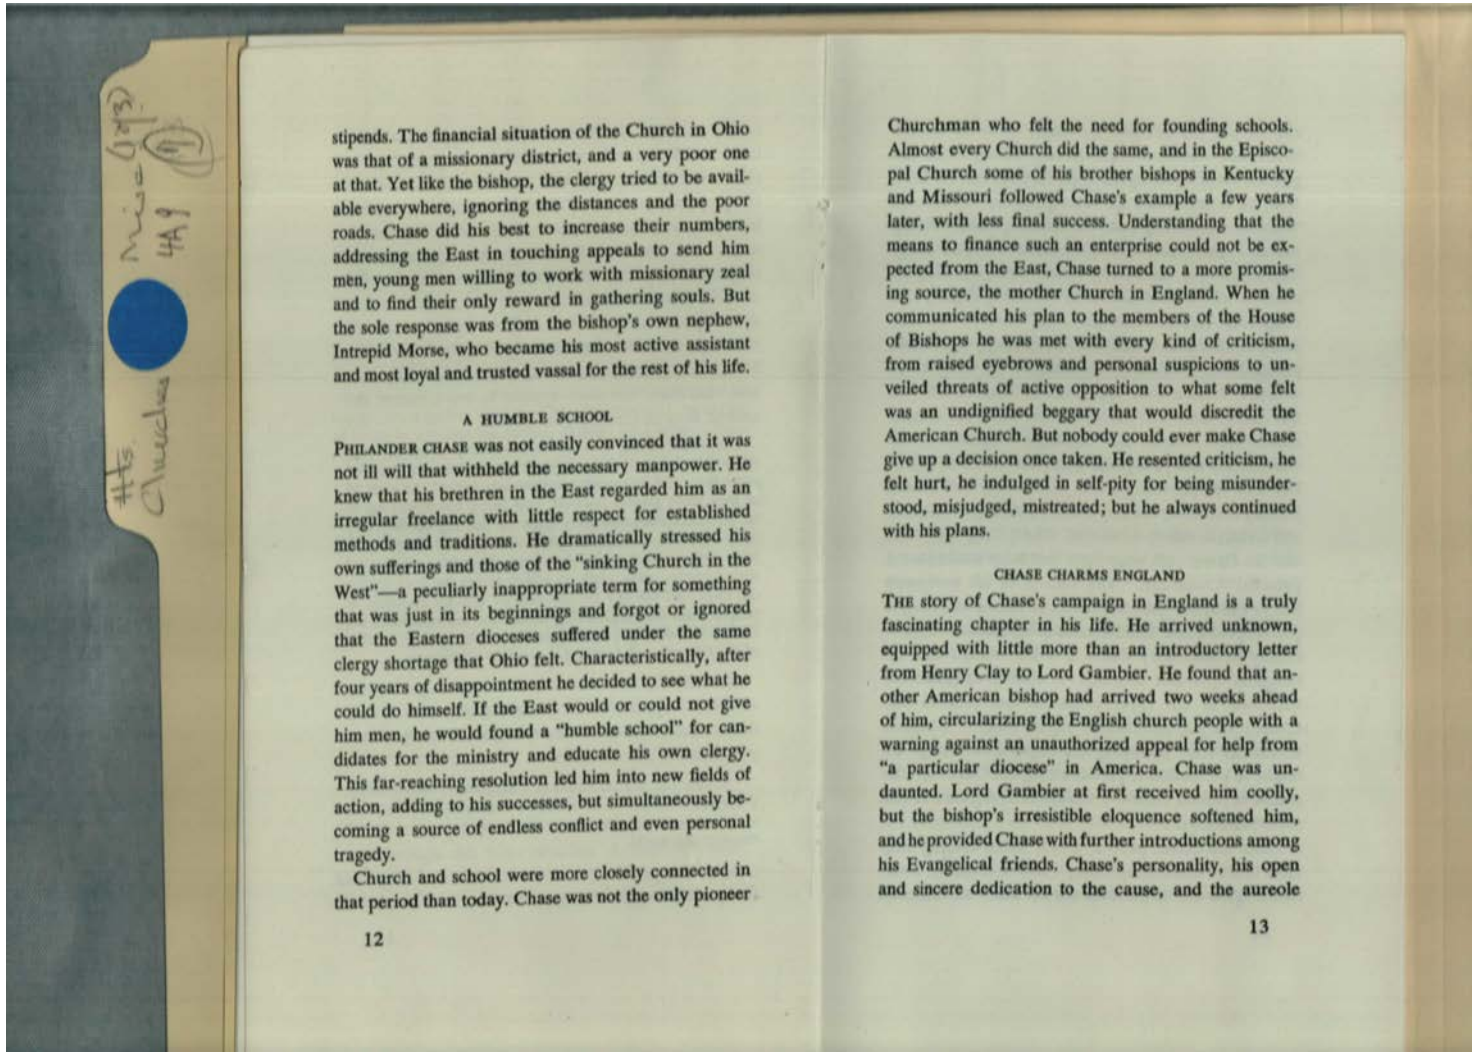 Hts.
Churches
Misc (1 of 3)
4A9
stipends. The financial situation of the Church in Ohio
was that of a missionary district, and a very poor one
at that. Yet like the bishop, the clergy tried to be avail-
able everywhere, ignoring the distances and the poor
roads. Chase did his best to increase their numbers,
addressing the East in touching appeals to send him
men, young men willing to work with missionary zeal
and to find their only reward in gathering souls. But
the sole response was from the bishop's own nephew,
Intrepid Morse, who became his most active assistant
and most loyal and trusted vassal for the rest of his life.
A HUMBLE SCHOOL
PHILANDER CHASE was not easily convinced that it was
not ill will that withheld the necessary manpower. He
knew that his brethren in the East regarded him as an
irregular freelance with little respect for established
methods and traditions. He dramatically stressed his
own sufferings and those of the "sinking Church in the
West"—a peculiarly inappropriate term for something
that was just in its beginnings and forgot or ignored
that the Eastern dioceses suffered under the same
clergy shortage that Ohio felt. Characteristically, after
four years of disappointment he decided to see what he
could do himself. If the East would or could not give
him men, he would found a "humble school" for can-
didates for the ministry and educate his own clergy.
This far-reaching resolution led him into new fields of
action, adding to his successes, but simultaneously be-
coming a source of endless conflict and even personal
tragedy.
Church and school were more closely connected in
that period than today. Chase was not the only pioneer
12
Churchman who felt the need for founding schools.
Almost every Church did the same, and in the Episco-
pal Church some of his brother bishops in Kentucky
and Missouri followed Chase's example a few years
later, with less final success. Understanding that the
means to finance such an enterprise could not be ex-
pected from the East, Chase turned to a more promis-
ing source, the mother Church in England. When he
communicated his plan to the members of the House
of Bishops he was met with every kind of criticism,
from raised eyebrows and personal suspicions to un-
veiled threats of active opposition to what some felt
was an undignified beggary that would discredit the
American Church. But nobody could ever make Chase
give up a decision once taken. He resented criticism, he
felt hurt, he indulged in self-pity for being misunder-
stood, misjudged, mistreated; but he always continued
with his plans.
CHASE CHARMS ENGLAND
THE story of Chase's campaign in England is a truly
fascinating chapter in his life. He arrived unknown,
equipped with little more than an introductory letter
from Henry Clay to Lord Gambier. He found that an-
other American bishop had arrived two weeks ahead
of him, circularizing the English church people with a
warning against an unauthorized appeal for help from
"a particular diocese" in America. Chase was un-
daunted. Lord Gambier at first received him coolly,
but the bishop's irresistible eloquence softened him,
and he provided Chase with further introductions among
his Evangelical friends. Chase's personality, his open
and sincere dedication to the cause, and the aureole
13